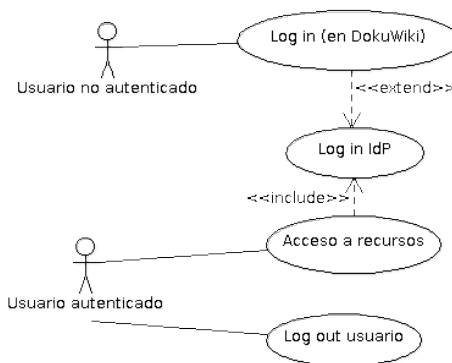 Log in (en DokuWiki)
Usuario no autenticado
<<extend>>
Log in IdP
<<include>>
Acceso a recursos
Usuario autenticado
Log out usuario